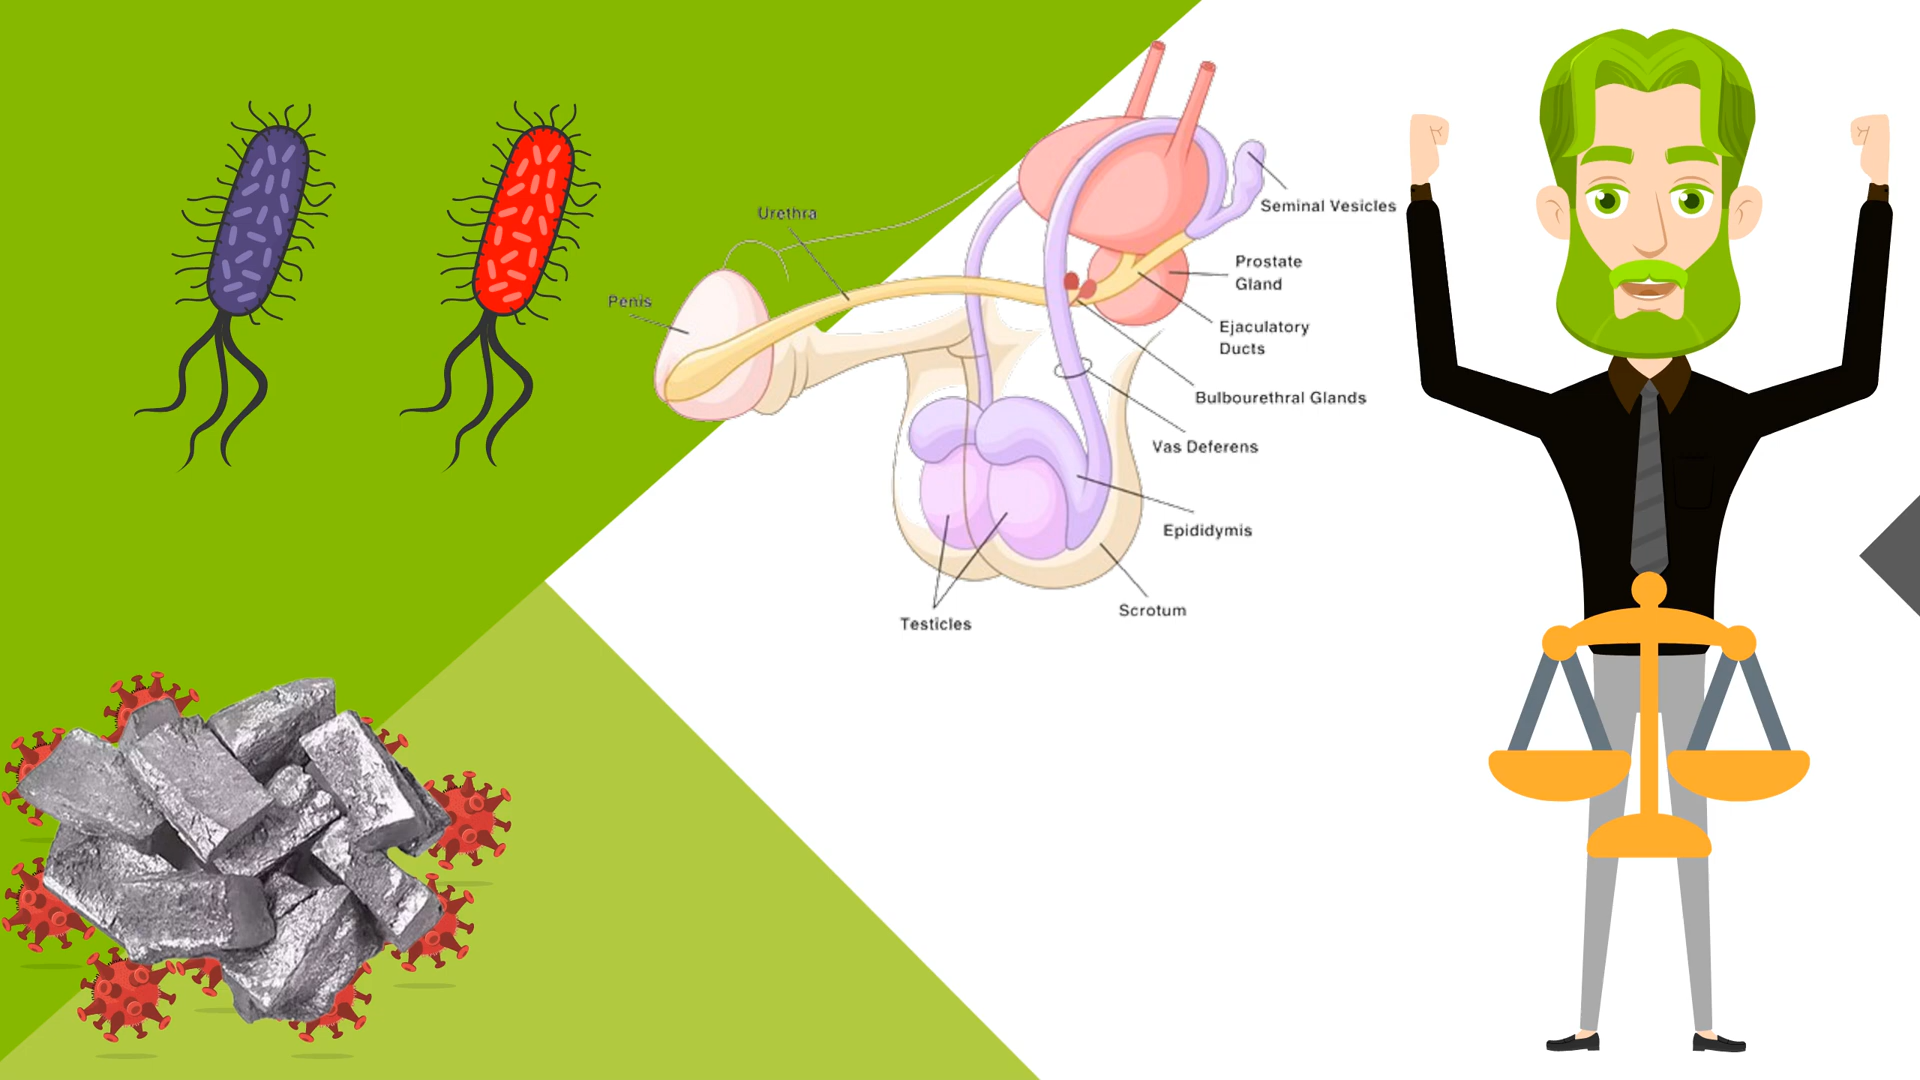 Urethra
Penis
Seminal Vesicles
Prostate
Gland
Ejaculatory
Ducts
Bulbourethral Glands
Vas Deferens
Epididymis
Scrotum
Testicles